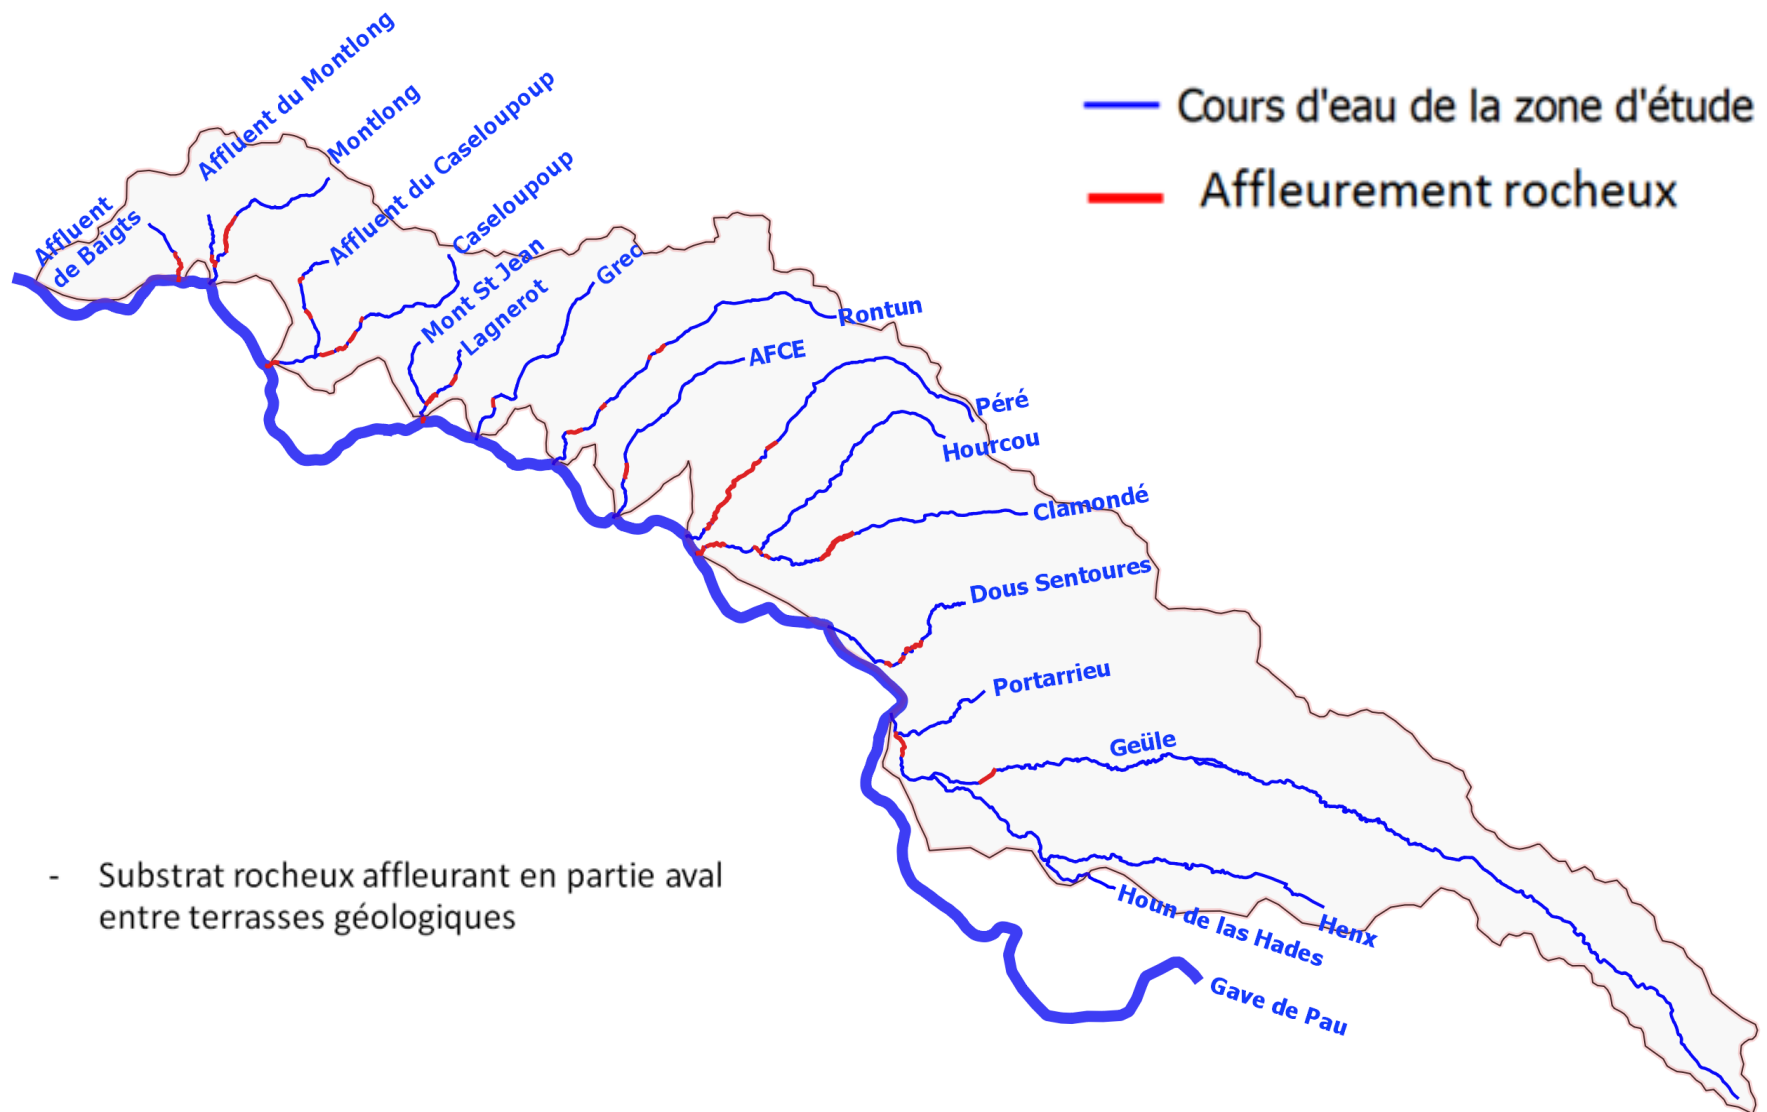 Affluent du Montlong
Montlong
Affluent du Caseloupoup
Caseloupoup
Affluent
de Baigts
Mont St Jean
Lagnerot
Grec
Rontun
AFCE
Péré
Hourcou
Clamondé
Dous Sentoures
Portarrieu
Geüle
Houn de las Hades
Henx
Gave de Pau
Cours d'eau de la zone d'étude
Affleurement rocheux
- Substrat rocheux affleurant en partie aval
entre terrasses géologiques